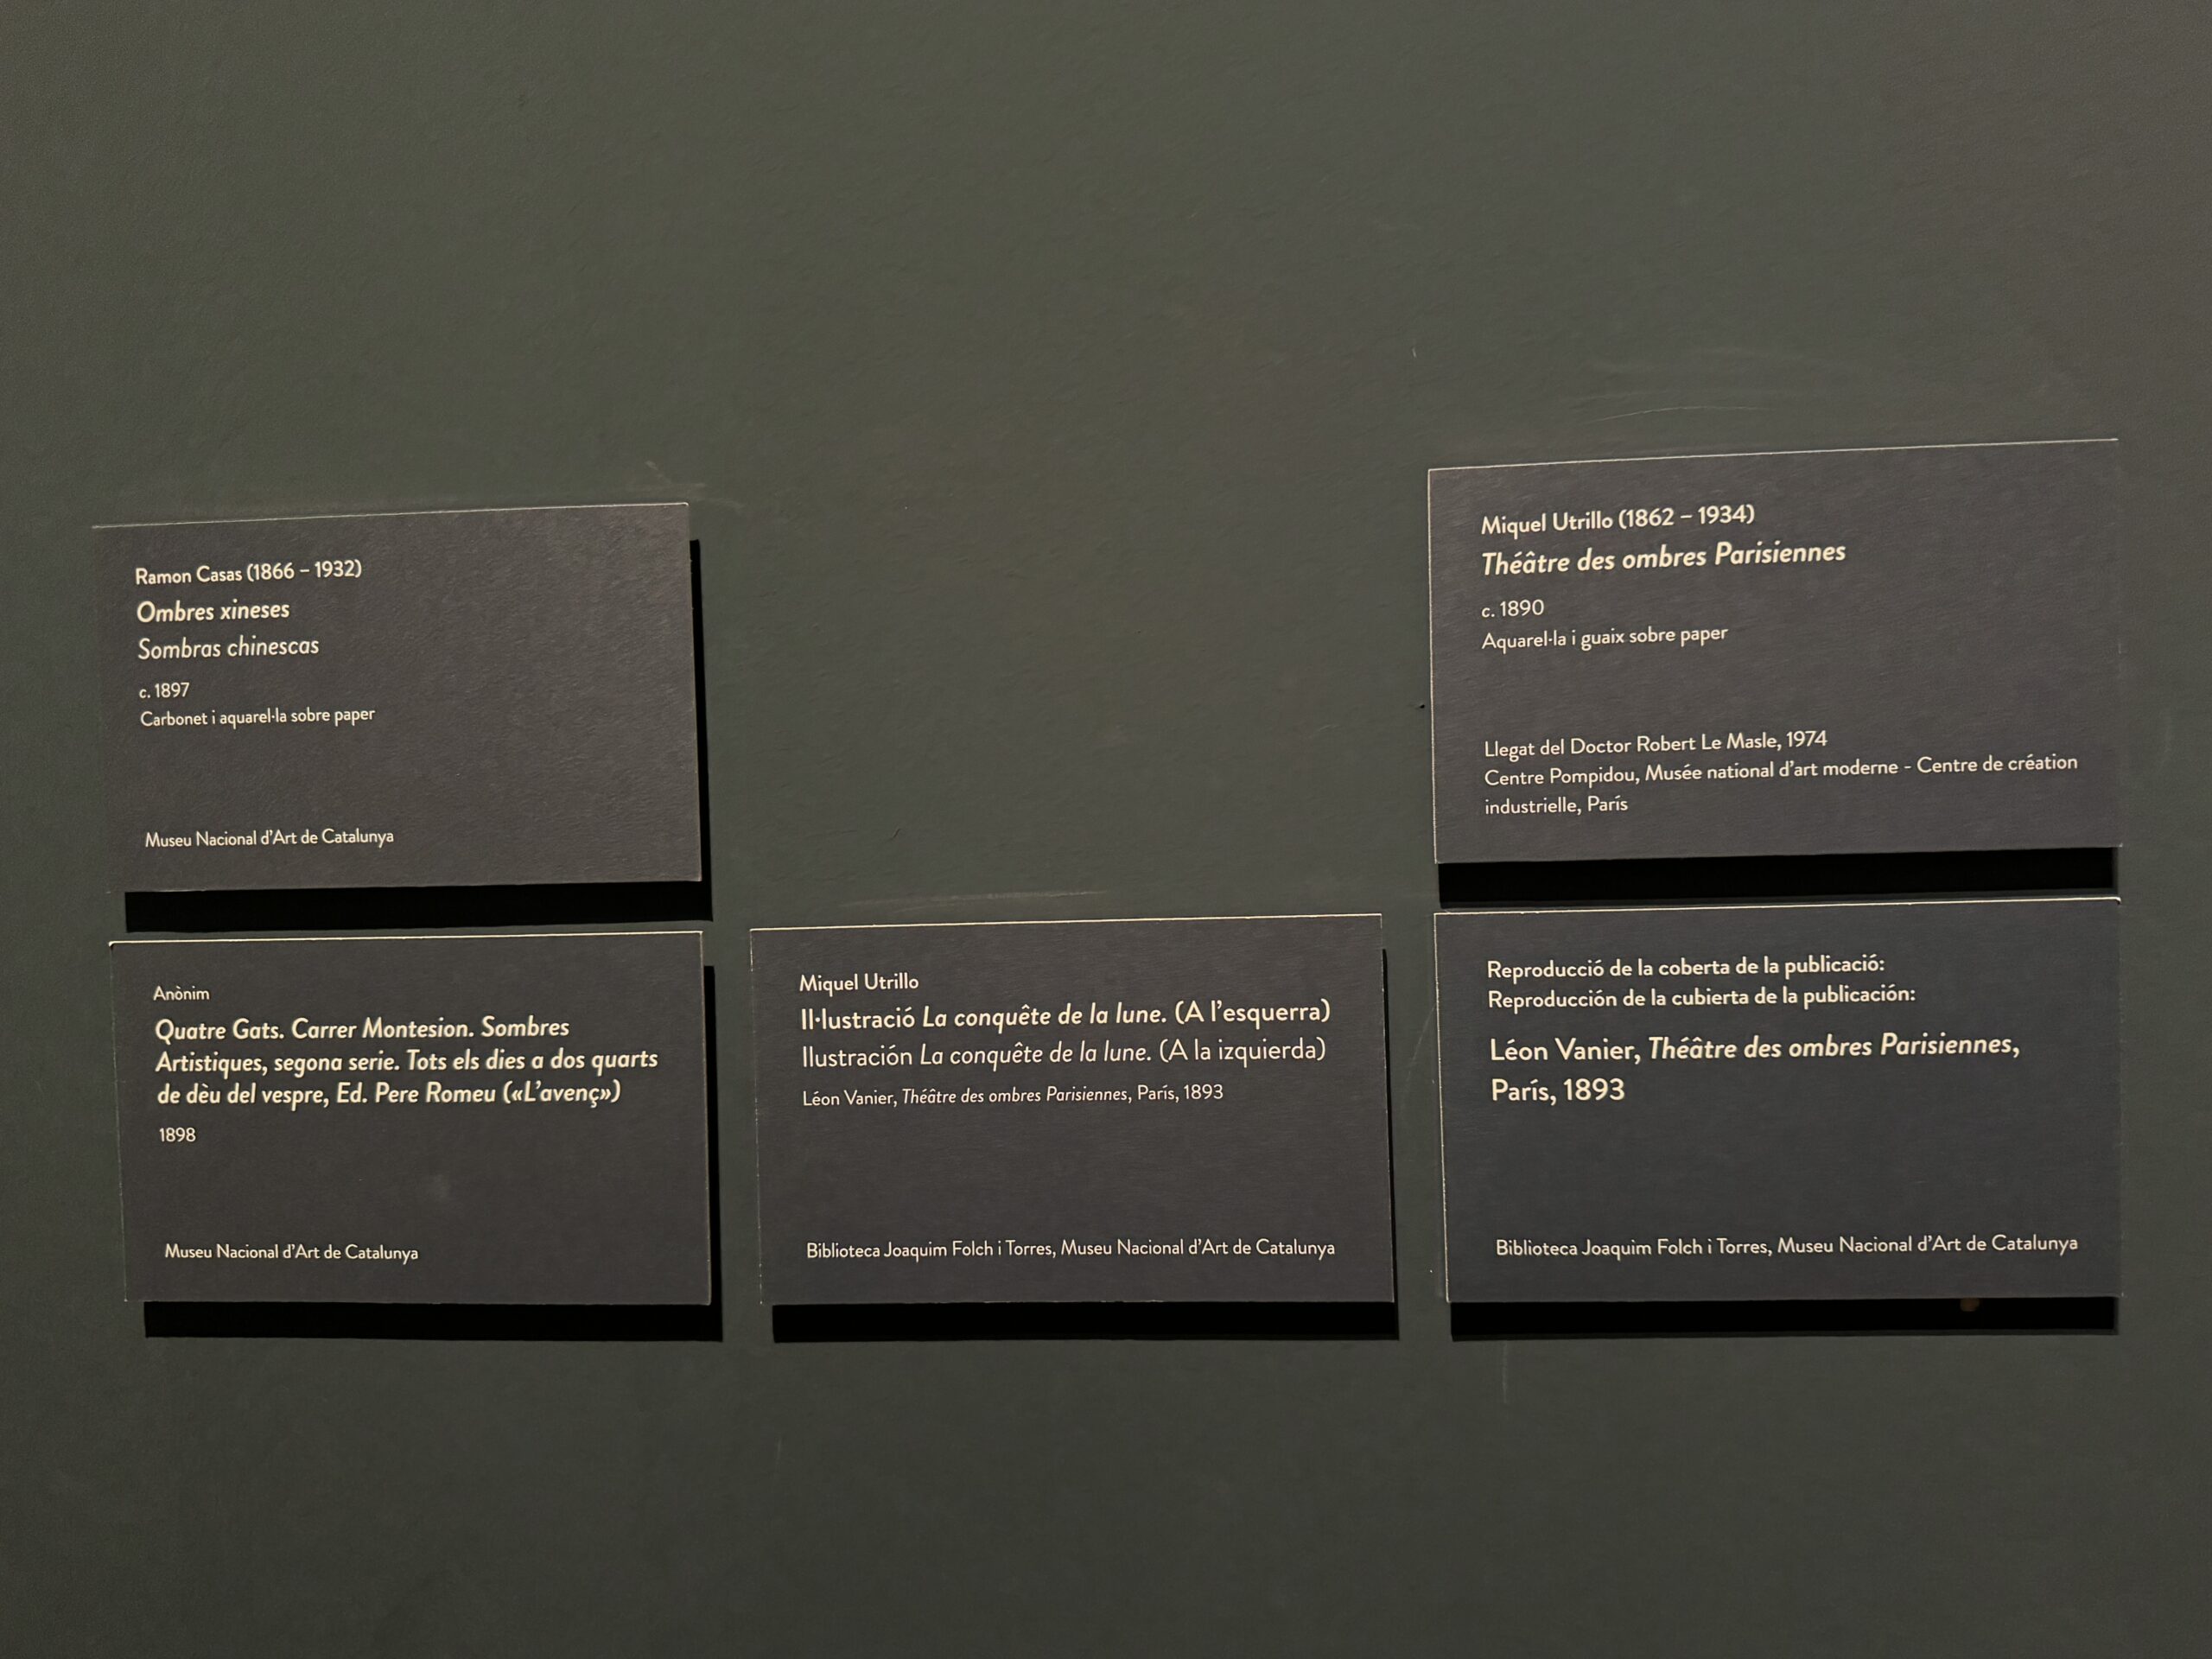 Ramon Casas (1866 – 1932)
Ombres xineses
Sombras chinescas
c. 1897
Carbonet i aquarel·la sobre paper
Museu Nacional d'Art de Catalunya
Miquel Utrillo (1862 – 1934)
Théâtre des ombres Parisiennes
c. 1890
Aquarel·la i guaix sobre paper
Llegat del Doctor Robert Le Masle, 1974
Centre Pompidou, Musée national d'art moderne - Centre de création
industrielle, París
Anònim
Quatre Gats. Carrer Montesion. Sombres
Artistiques, segona serie. Tots els dies a dos quarts
de dèu del vespre, Ed. Pere Romeu («L'avenç»)
1898
Museu Nacional d'Art de Catalunya
Miquel Utrillo
Il·lustració La conquête de la lune. (A l'esquerra)
Ilustración La conquête de la lune. (A la izquierda)
Léon Vanier, Théâtre des ombres Parisiennes, París, 1893
Biblioteca Joaquim Folch i Torres, Museu Nacional d'Art de Catalunya
Reproducció de la coberta de la publicació:
Reproducción de la cubierta de la publicación:
Léon Vanier, Théâtre des ombres Parisiennes,
París, 1893
Biblioteca Joaquim Folch i Torres, Museu Nacional d'Art de Catalunya